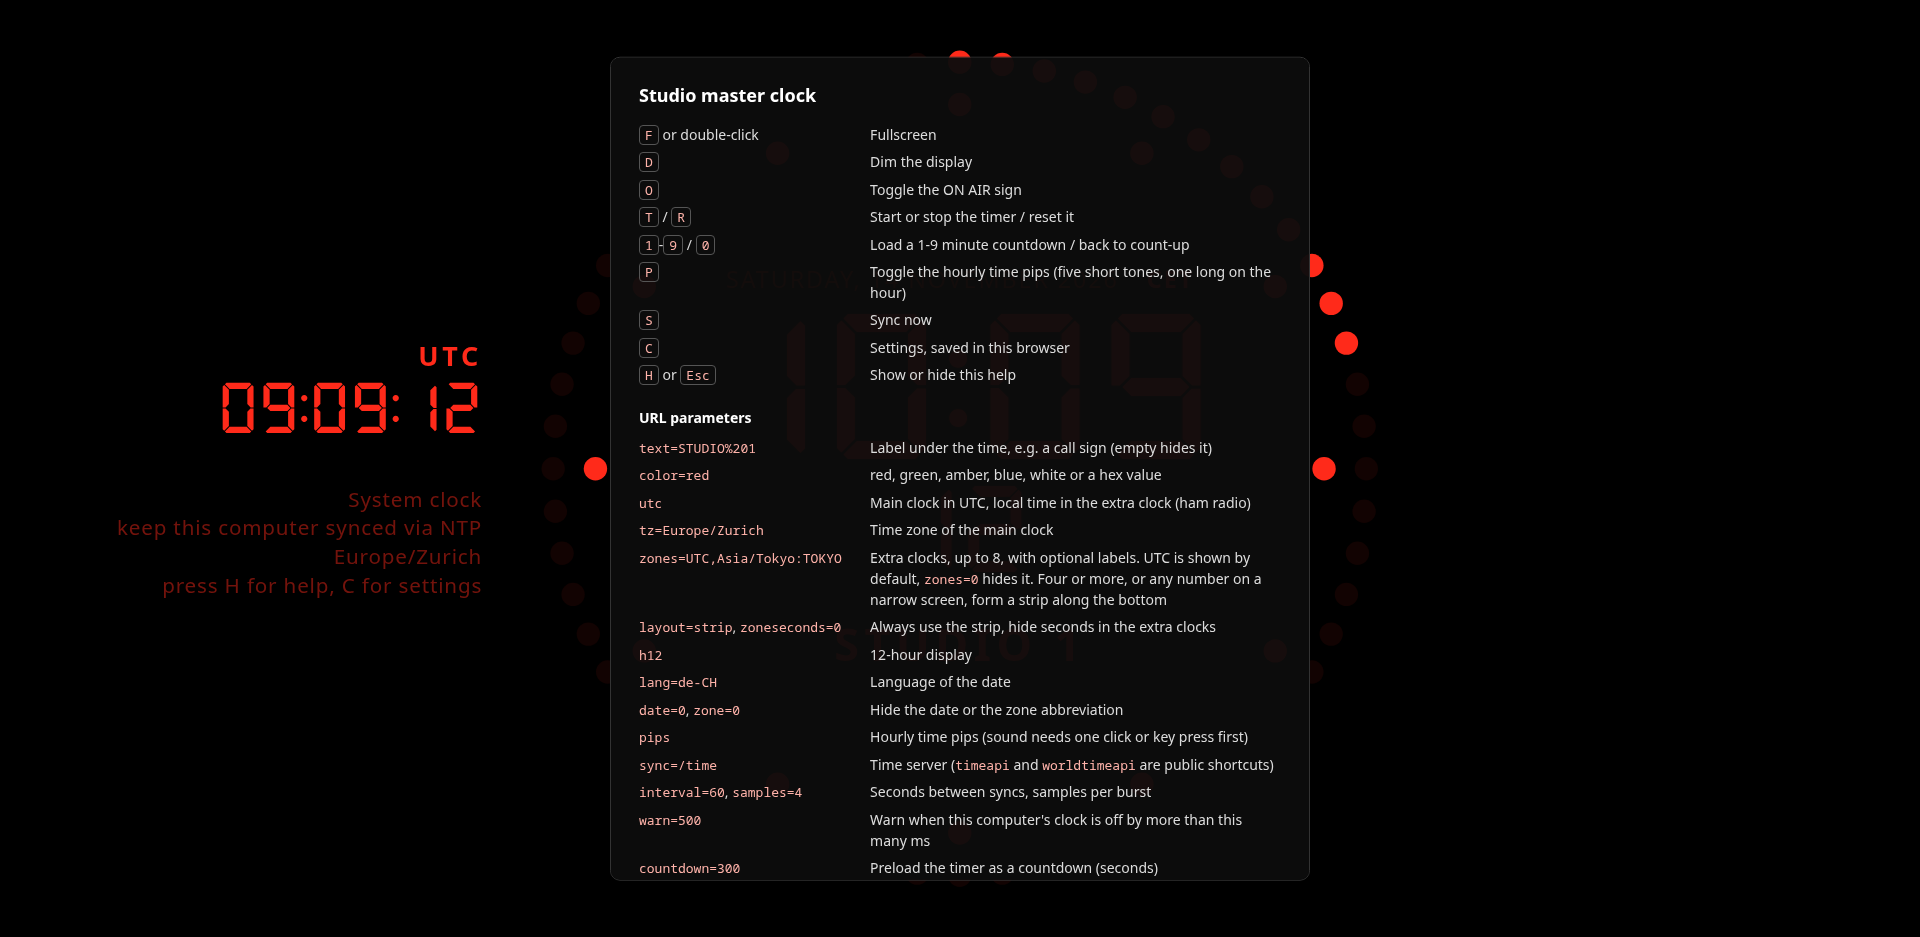 UTC
09:09:12
System clock
keep this computer synced via NTP
Europe/Zurich
press H for help, C for settings
Studio master clock
F or double-click Fullscreen
D Dim the display
O Toggle the ON AIR sign
T / R Start or stop the timer / reset it
1-9 / 0 Load a 1-9 minute countdown / back to count-up
P Toggle the hourly time pips (five short tones, one long on the
hour)
S Sync now
C Settings, saved in this browser
H or Esc Show or hide this help
URL parameters
text=STUDIO%201 Label under the time, e.g. a call sign (empty hides it)
color=red red, green, amber, blue, white or a hex value
utc Main clock in UTC, local time in the extra clock (ham radio)
tz=Europe/Zurich Time zone of the main clock
zones=UTC,Asia/Tokyo:TOKYO Extra clocks, up to 8, with optional labels. UTC is shown by
default, zones=0 hides it. Four or more, or any number on a
narrow screen, form a strip along the bottom
layout=strip, zoneseconds=0 Always use the strip, hide seconds in the extra clocks
h12 12-hour display
lang=de-CH Language of the date
date=0, zone=0 Hide the date or the zone abbreviation
pips Hourly time pips (sound needs one click or key press first)
sync=/time Time server (timeapi and worldtimeapi are public shortcuts)
interval=60, samples=4 Seconds between syncs, samples per burst
warn=500 Warn when this computer's clock is off by more than this
many ms
countdown=300 Preload the timer as a countdown (seconds)
SATURDAY
10:09
STUDIO 1